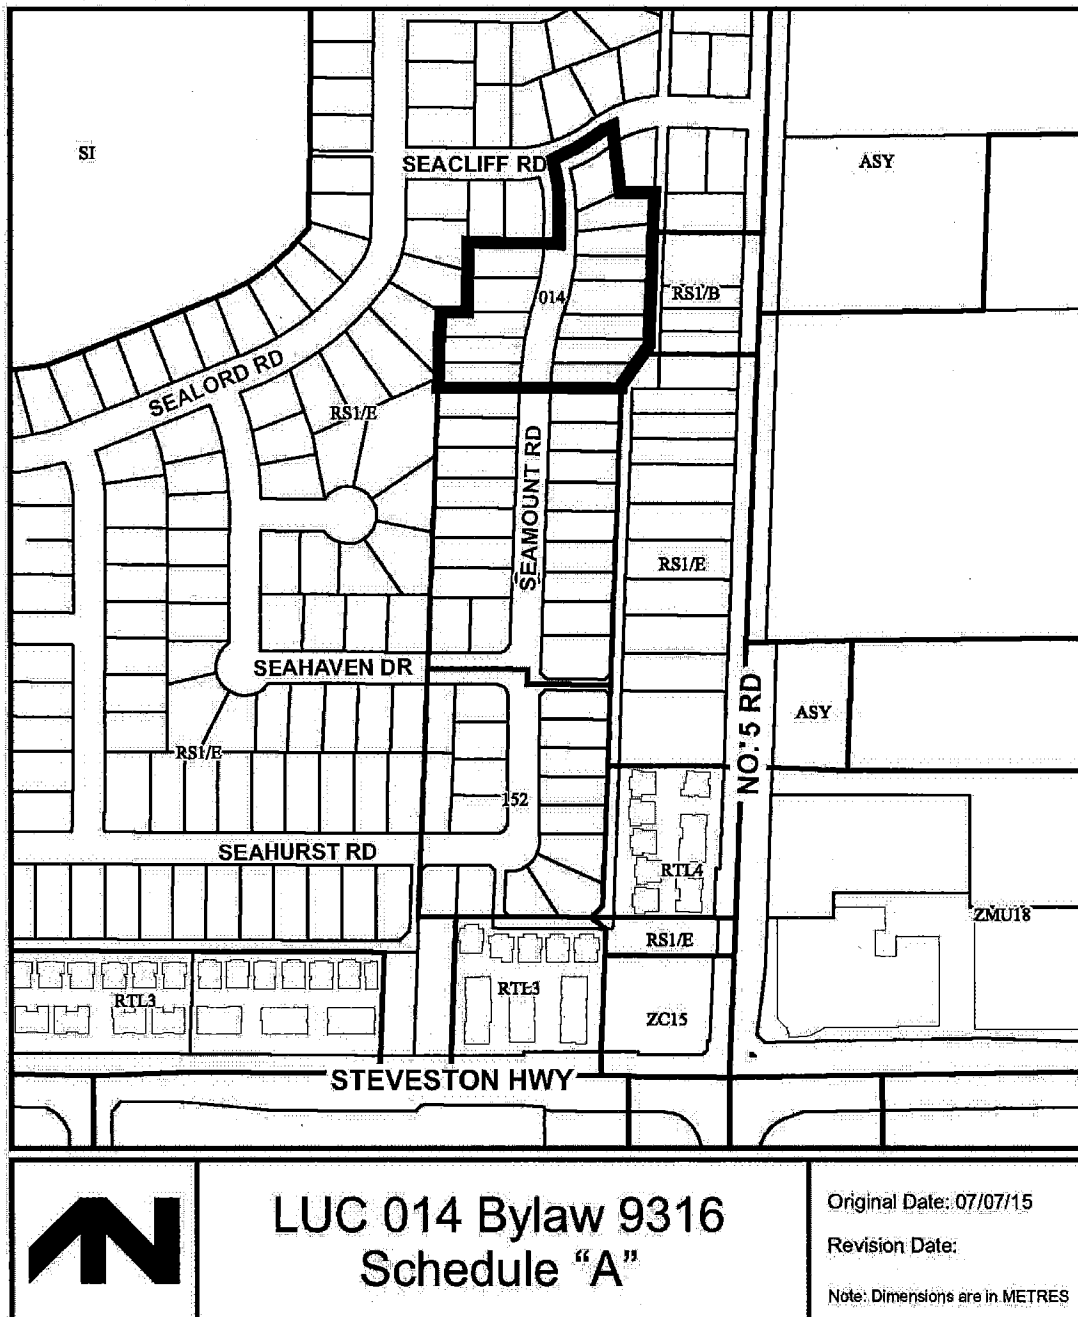 SI
SEACLIFF RD
ASY
014
RS1/B
SEALORD RD
RS1/E
SEAMOUNT RD
RS1/E
SEAHAVEN DR
NO. 5 RD
ASY
RS1/E
152
SEAHURST RD
RTL4
ZMU18
RS1/E
RTL3
RTL3
ZC15
STEVESTON HWY
LUC 014 Bylaw 9316
Schedule “A”
Original Date: 07/07/15
Revision Date:
Note: Dimensions are in METRES